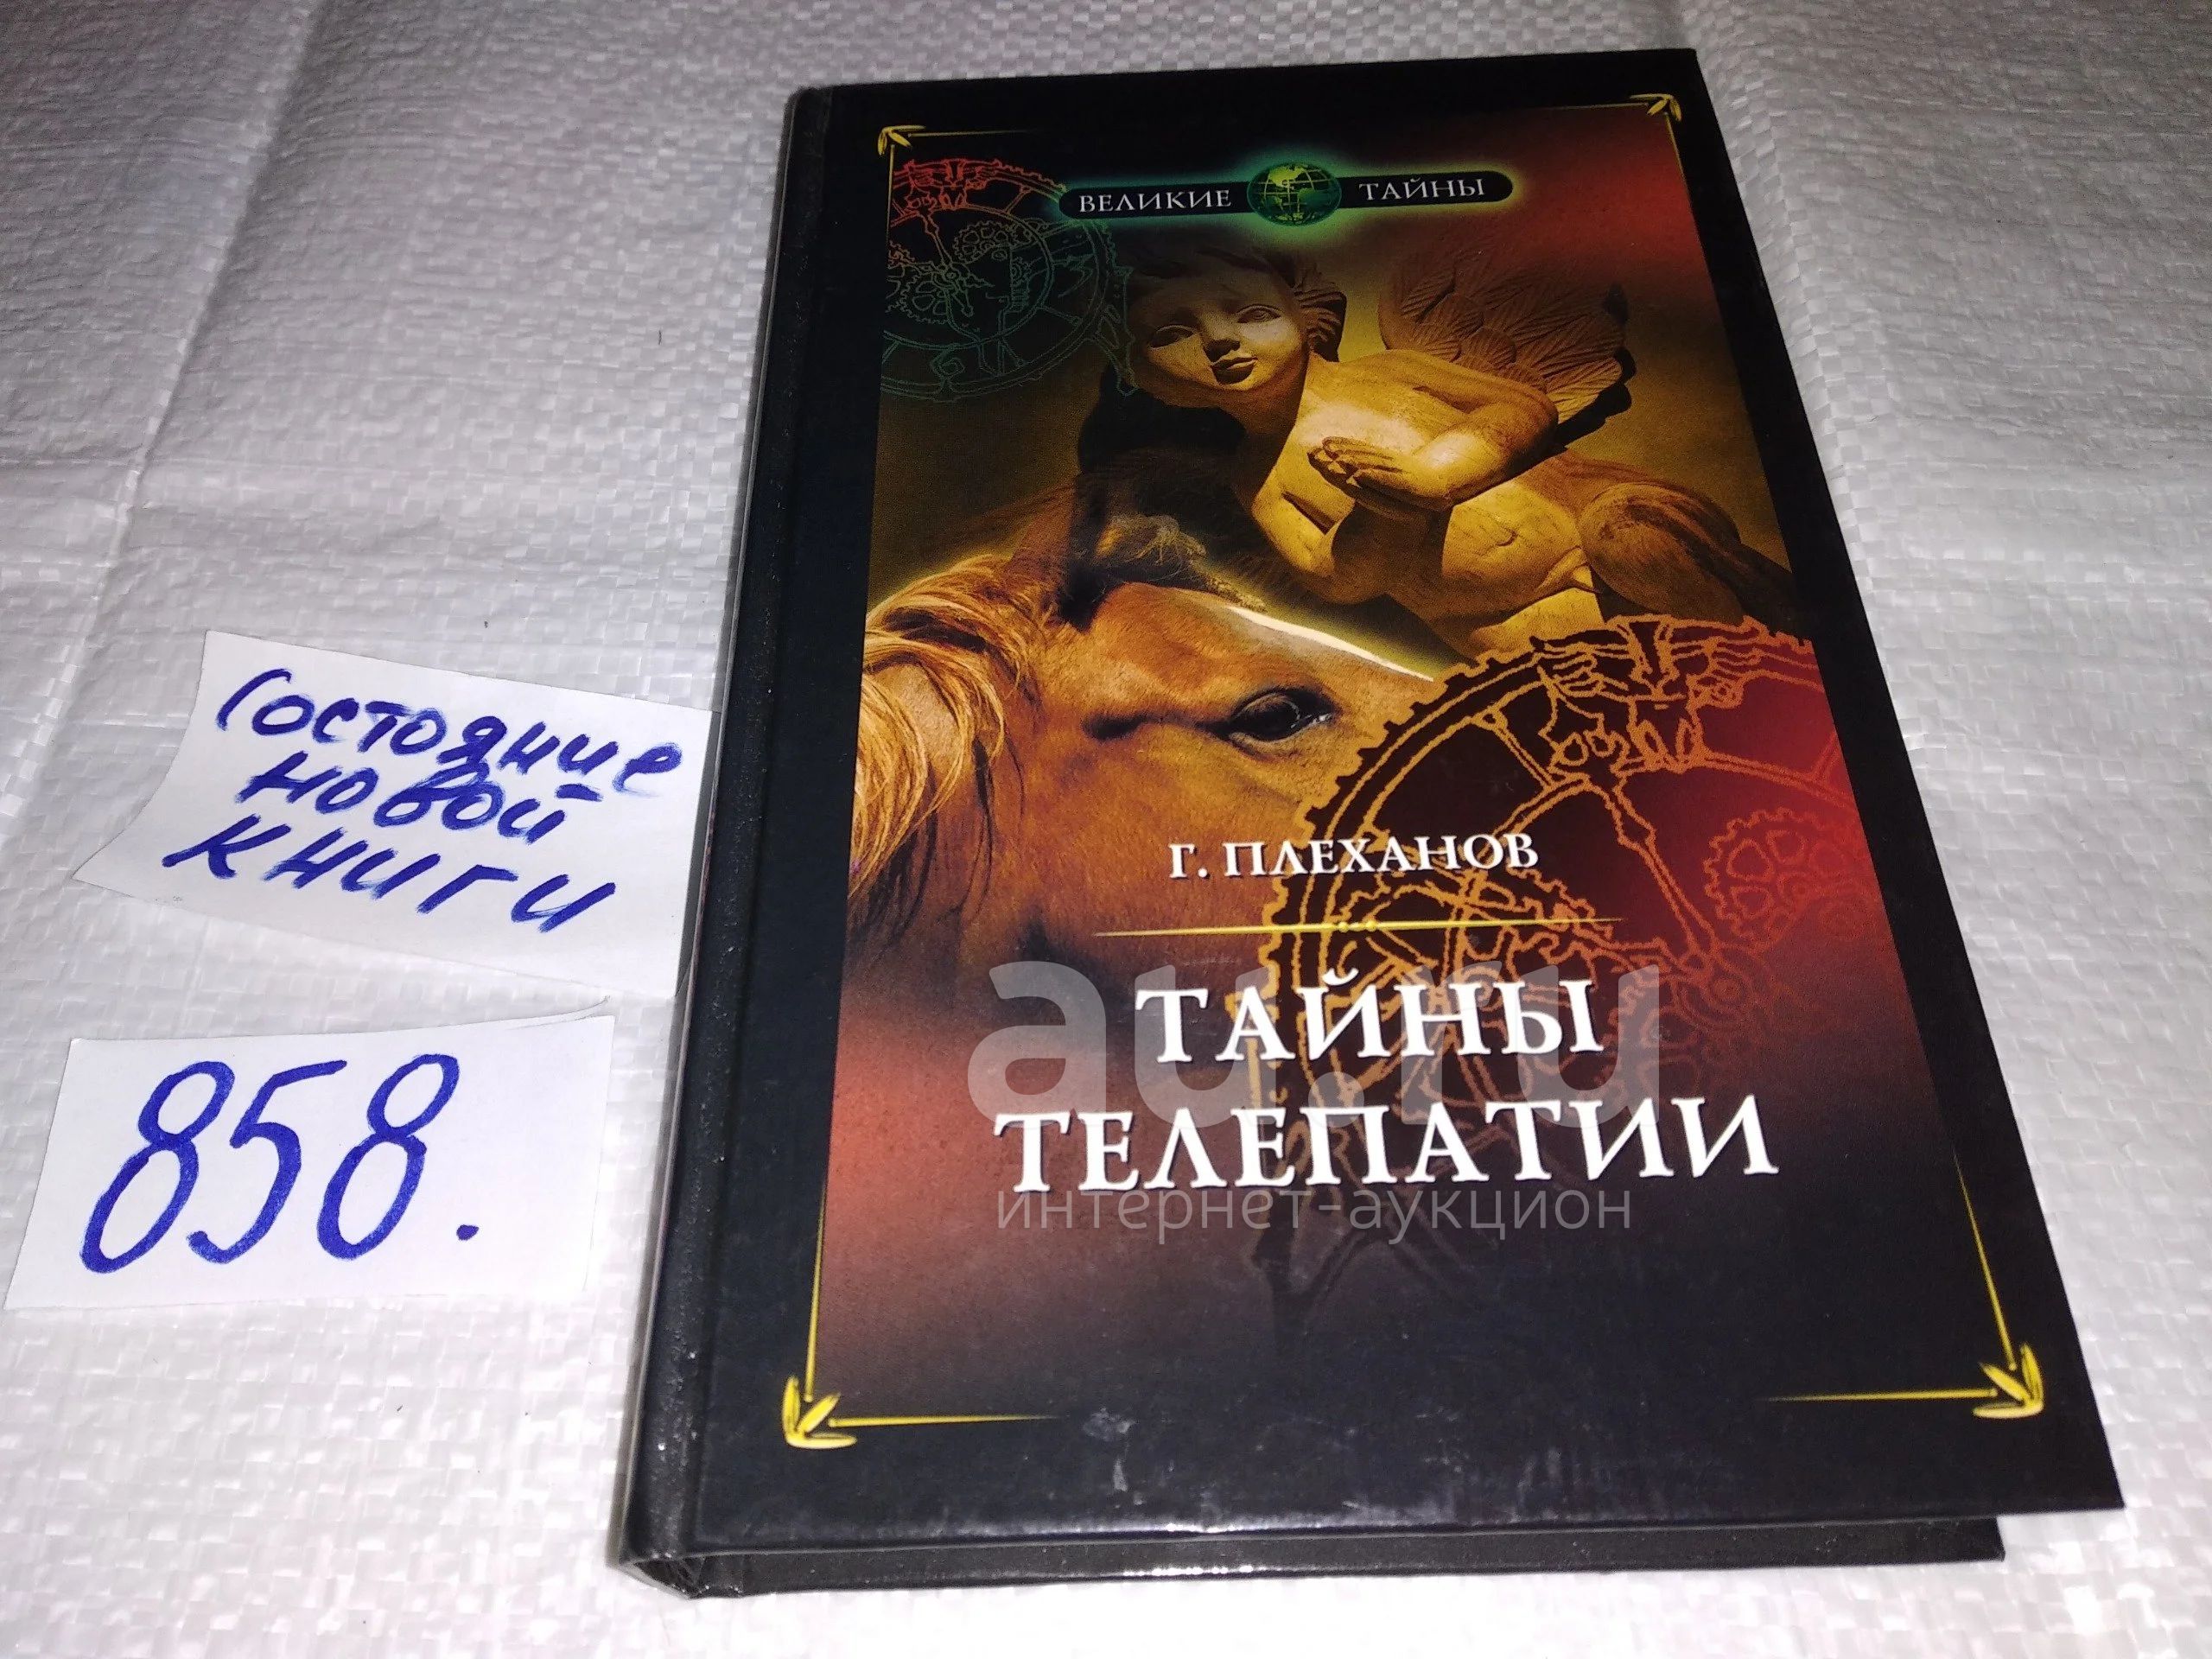 ВЕЛИКИЕ ТАЙНЫ
Г. ПЛЕХАНОВ
ТАЙНЫ
ТЕЛЕПАТИИ
au.ru
интернет-аукцион
Состояние
новой
книги
858.